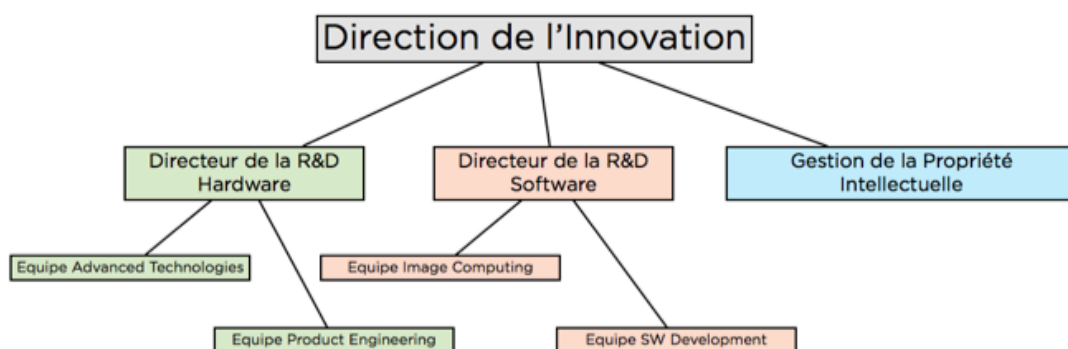 Direction de l'Innovation
Directeur de la R&D
Hardware
Directeur de la R&D
Software
Gestion de la Propriété
Intellectuelle
Equipe Advanced Technologies
Equipe Image Computing
Equipe Product Engineering
Equipe SW Development